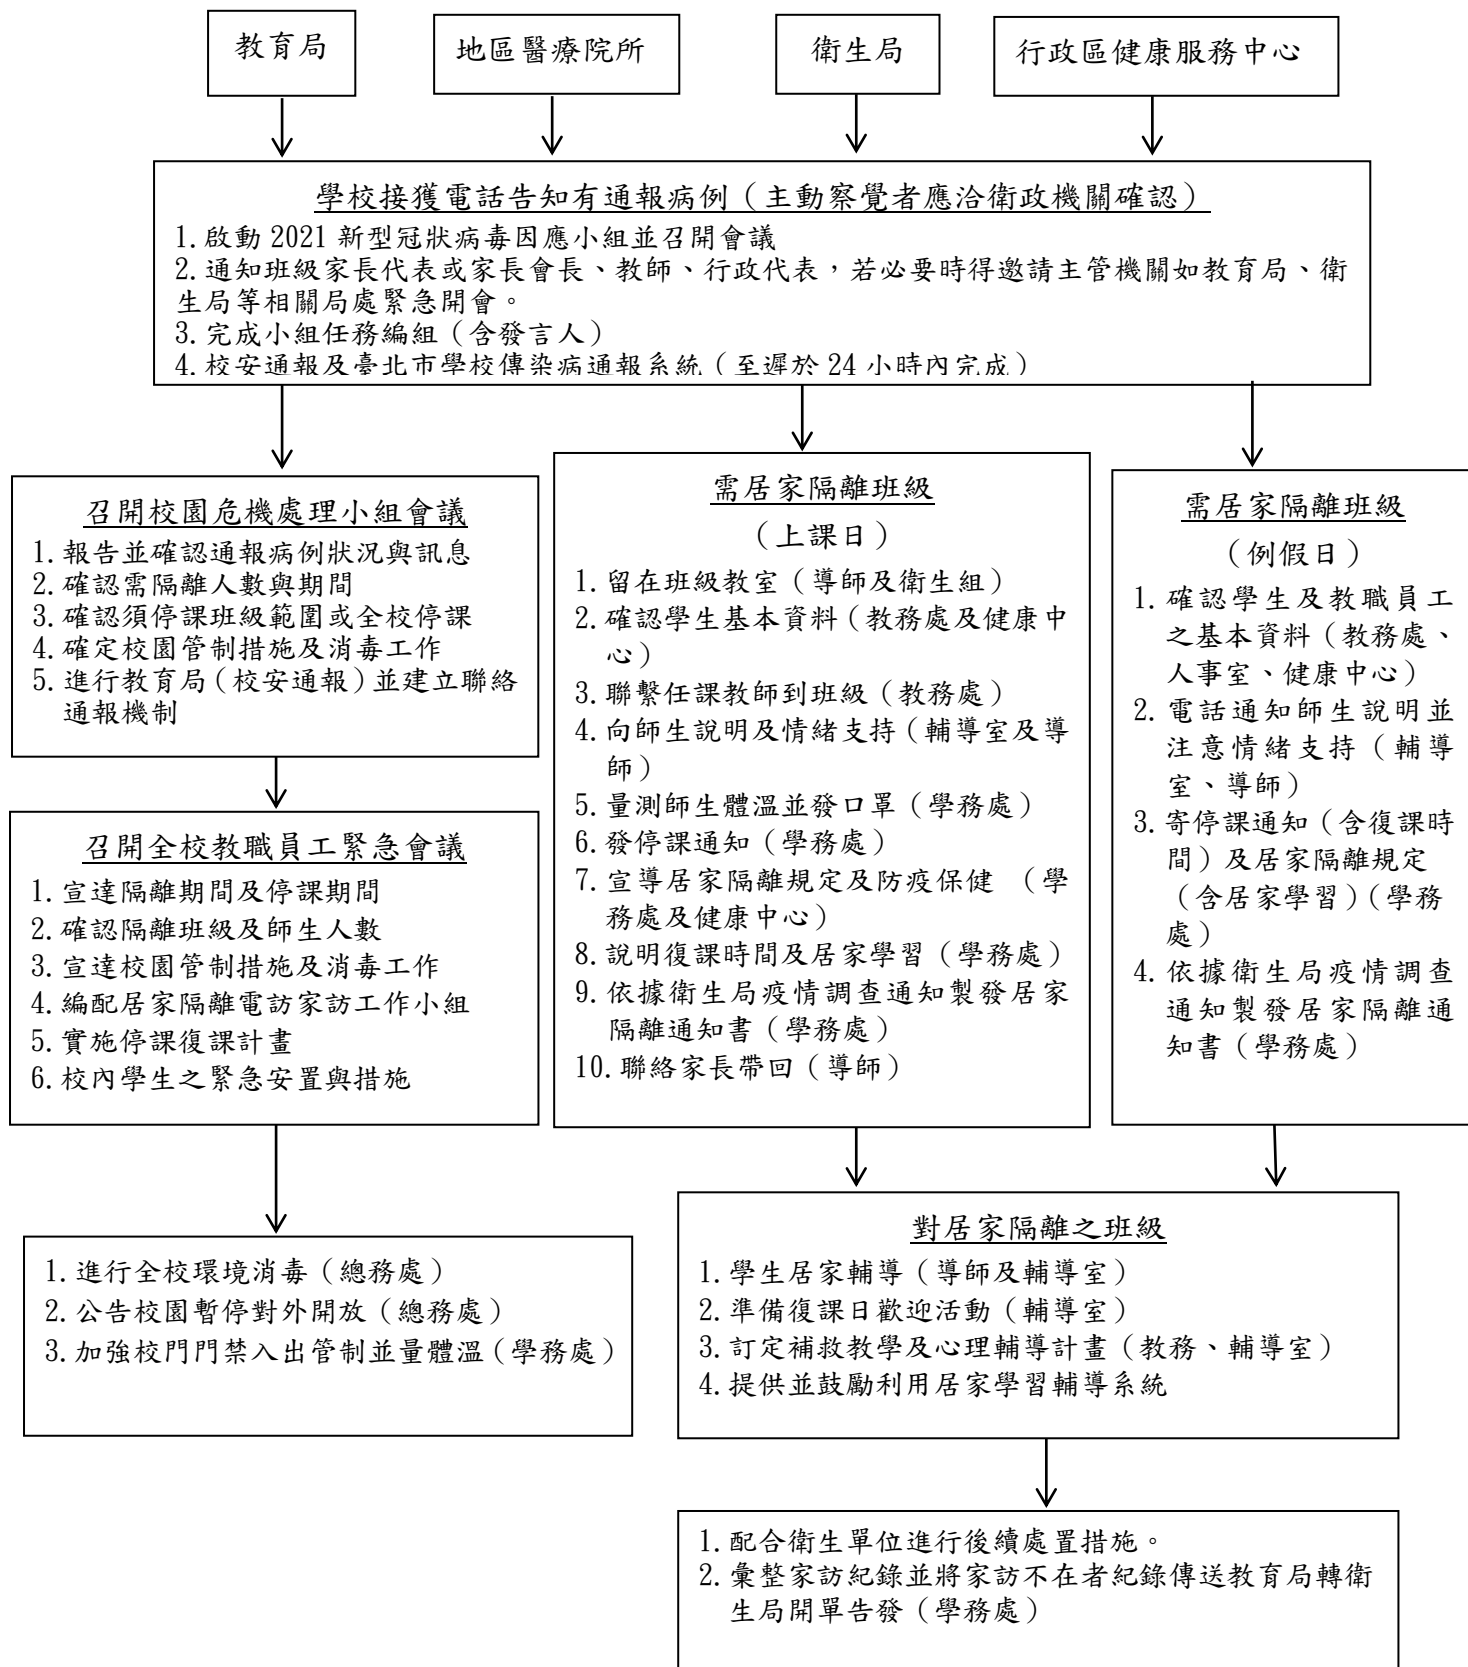 教育局
地區醫療院所
衛生局
行政區健康服務中心
學校接獲電話告知有通報病例（主動察覺者應洽衛政機關確認）
1.啟動 2021 新型冠狀病毒因應小組並召開會議
2.通知班級家長代表或家長會長、教師、行政代表，若必要時得邀請主管機關如教育局、衛
生局等相關局處緊急開會。
3.完成小組任務編組（含發言人）
4.校安通報及臺北市學校傳染病通報系統（至遲於 24 小時內完成）
召開校園危機處理小組會議
1.報告並確認通報病例狀況與訊息
2.確認需隔離人數與期間
3.確認須停課班級範圍或全校停課
4.確定校園管制措施及消毒工作
5.進行教育局（校安通報）並建立聯絡
通報機制
召開全校教職員工緊急會議
1.宣達隔離期間及停課期間
2.確認隔離班級及師生人數
3.宣達校園管制措施及消毒工作
4.編配居家隔離電訪家訪工作小組
5.實施停課復課計畫
6.校內學生之緊急安置與措施
1.進行全校環境消毒（總務處）
2.公告校園暫停對外開放（總務處）
3.加強校門門禁入出管制並量體溫（學務處）
需居家隔離班級
（上課日）
1.留在班級教室（導師及衛生組）
2.確認學生基本資料（教務處及健康中
心）
3.聯繫任課教師到班級（教務處）
4.向師生說明及情緒支持（輔導室及導
師）
5.量測師生體溫並發口罩（學務處）
6.發停課通知（學務處）
7.宣導居家隔離規定及防疫保健 （學
務處及健康中心）
8.說明復課時間及居家學習（學務處）
9.依據衛生局疫情調查通知製發居家
隔離通知書（學務處）
10.聯絡家長帶回（導師）
需居家隔離班級
（例假日）
1.確認學生及教職員工
之基本資料（教務處、
人事室、健康中心）
2.電話通知師生說明並
注意情緒支持（輔導
室、導師）
3.寄停課通知（含復課時
間）及居家隔離規定
（含居家學習）（學務
處）
4.依據衛生局疫情調查
通知製發居家隔離通
知書（學務處）
對居家隔離之班級
1.學生居家輔導（導師及輔導室）
2.準備復課日歡迎活動（輔導室）
3.訂定補救教學及心理輔導計畫（教務、輔導室）
4.提供並鼓勵利用居家學習輔導系統
1.配合衛生單位進行後續處置措施。
2.彙整家訪紀錄並將家訪不在者紀錄傳送教育局轉衛
生局開單告發（學務處）